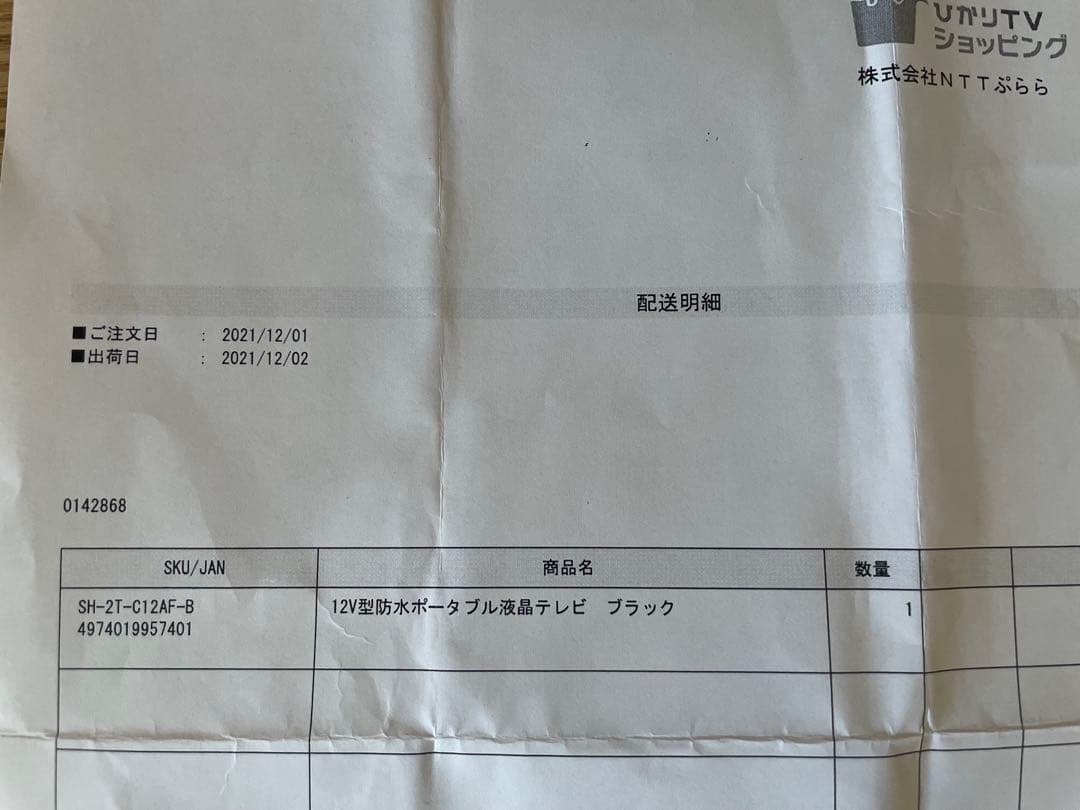 ひかりTV
ショッピング
株式会社NTTぷらら
配送明細
■ご注文日 : 2021/12/01
■出荷日 : 2021/12/02
0142868
SKU/JAN 商品名 数量
SH-2T-C12AF-B 12V型防水ポータブル液晶テレビ ブラック 1
4974019957401